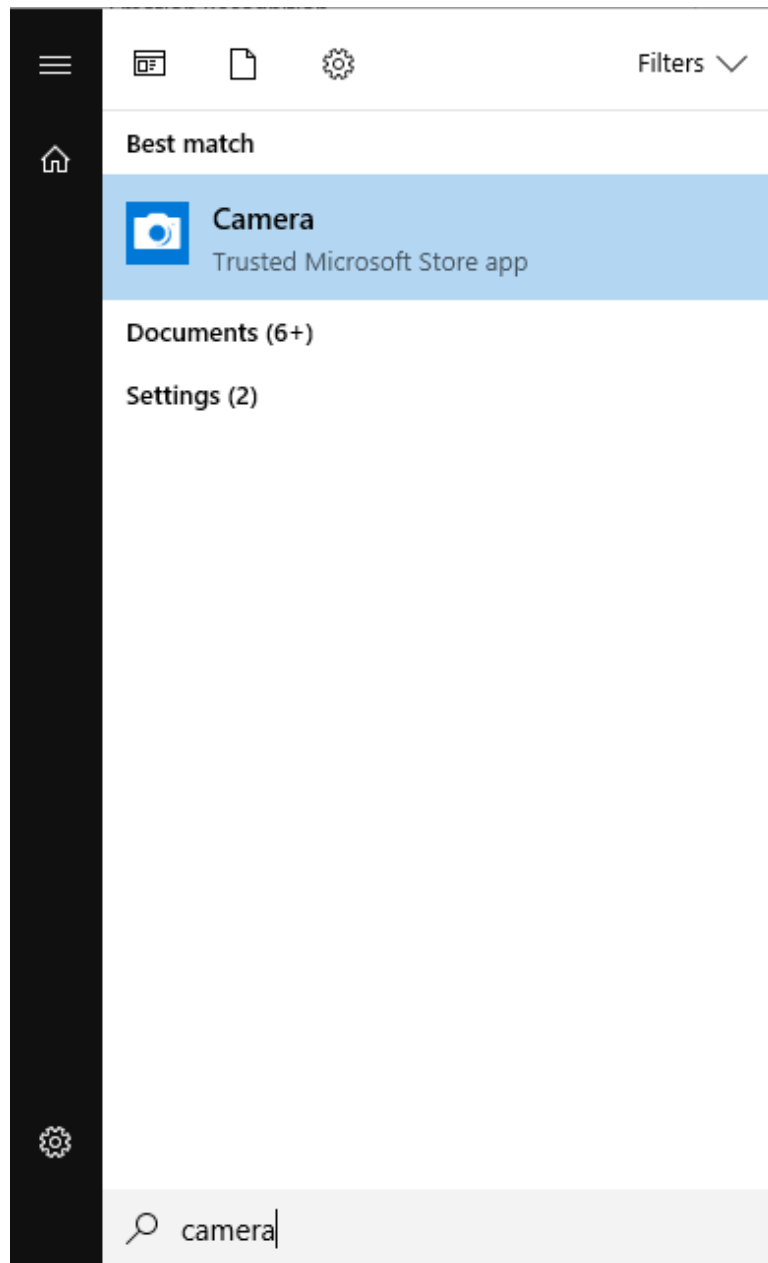 Filters
Best match
Camera
Trusted Microsoft Store app
Documents (6+)
Settings (2)
camera